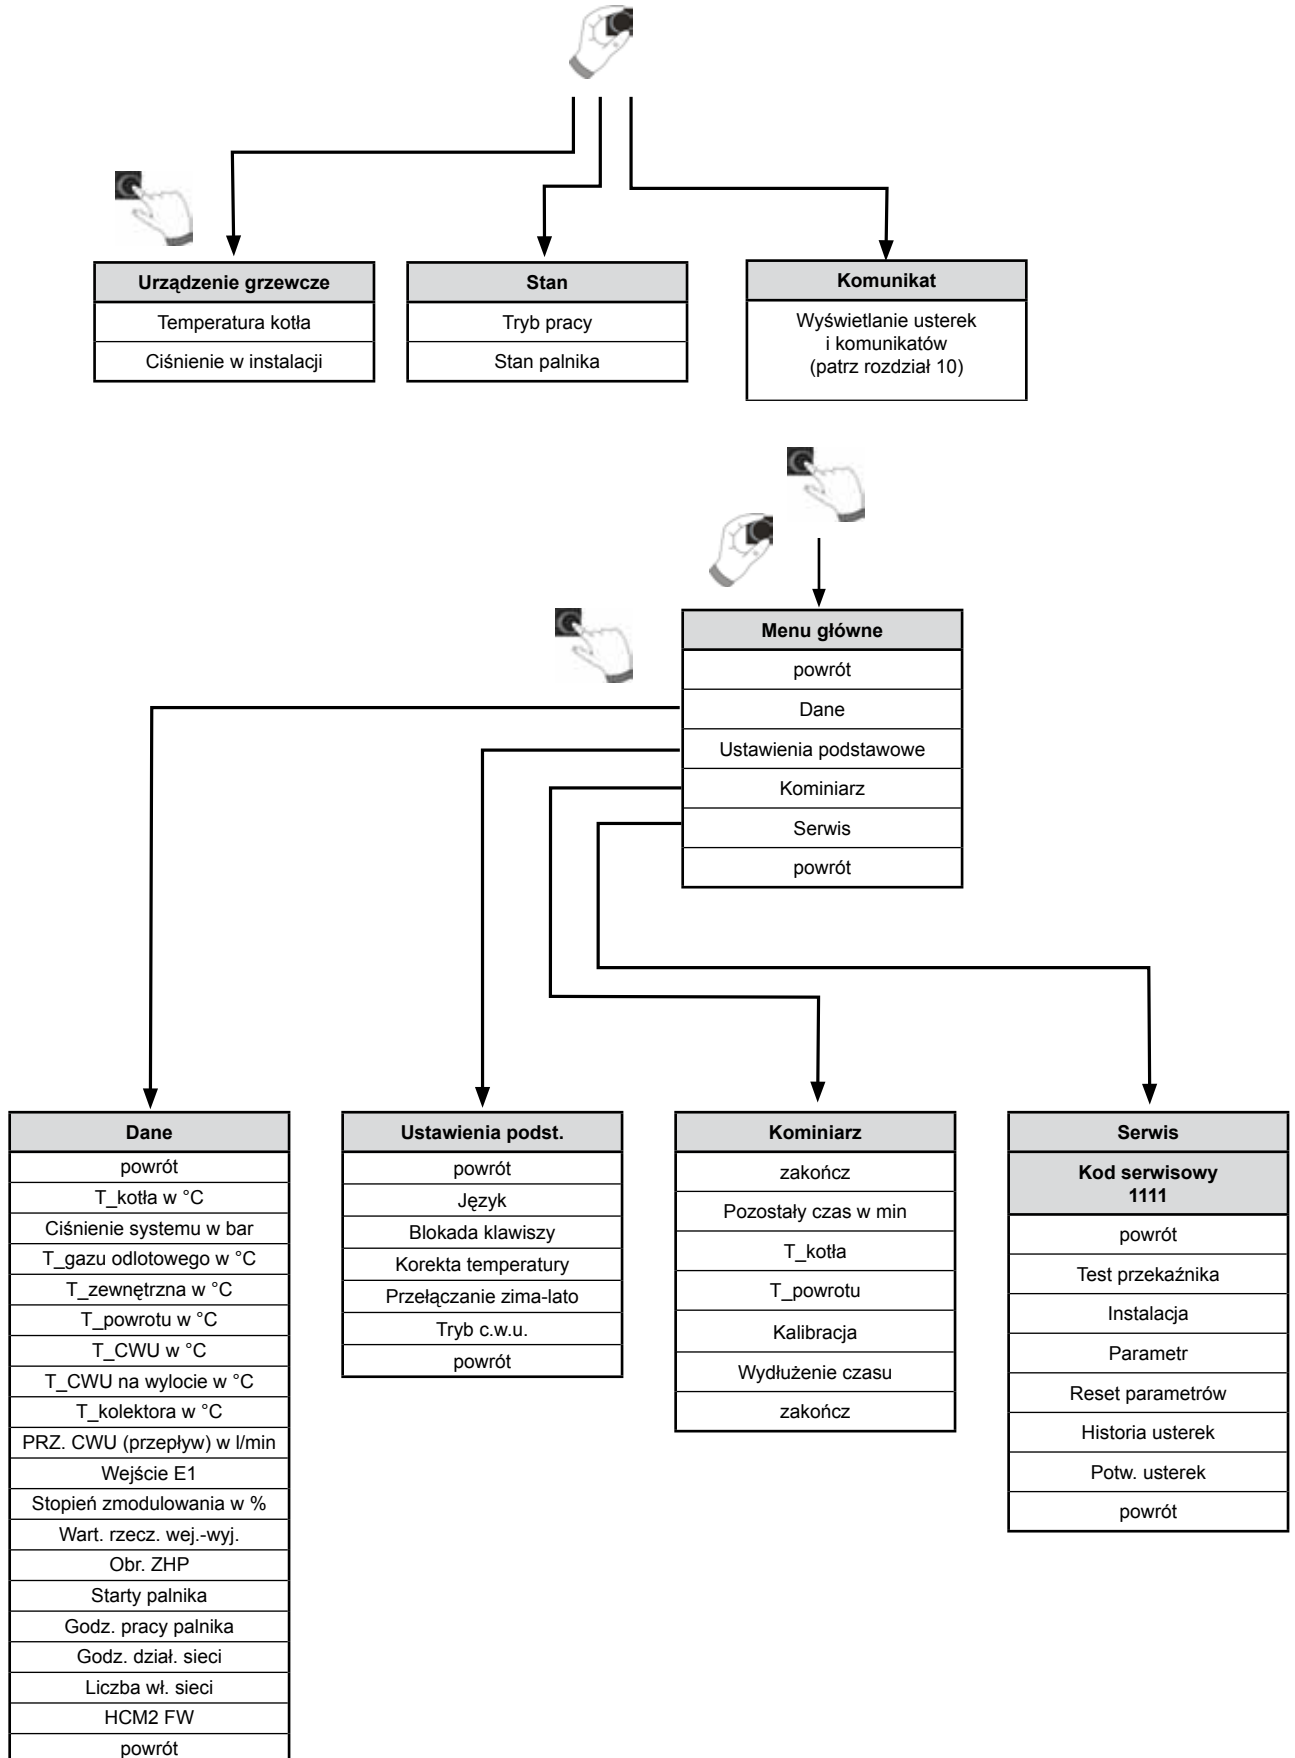 Urządzenie grzewcze
Temperatura kotła
Ciśnienie w instalacji
Stan
Tryb pracy
Stan palnika
Komunikat
Wyświetlanie usterek
i komunikatów
(patrz rozdział 10)
Menu główne
powrót
Dane
Ustawienia podstawowe
Kominiarz
Serwis
powrót
Dane
powrót
T_kotła w °C
Ciśnienie systemu w bar
T_gazu odlotowego w °C
T_zewnętrzna w °C
T_powrotu w °C
T_CWU w °C
T_CWU na wylocie w °C
T_kolektora w °C
PRZ. CWU (przepływ) w l/min
Wejście E1
Stopień zmodulowania w %
Wart. rzecz. wej.-wyj.
Obr. ZHP
Starty palnika
Godz. pracy palnika
Godz. dział. sieci
Liczba wł. sieci
HCM2 FW
powrót
Ustawienia podst.
powrót
Język
Blokada klawiszy
Korekta temperatury
Przełączanie zima-lato
Tryb c.w.u.
powrót
Kominiarz
zakończ
Pozostały czas w min
T_kotła
T_powrotu
Kalibracja
Wydłużenie czasu
zakończ
Serwis
Kod serwisowy
1111
powrót
Test przekaźnika
Instalacja
Parametr
Reset parametrów
Historia usterek
Potw. usterek
powrót